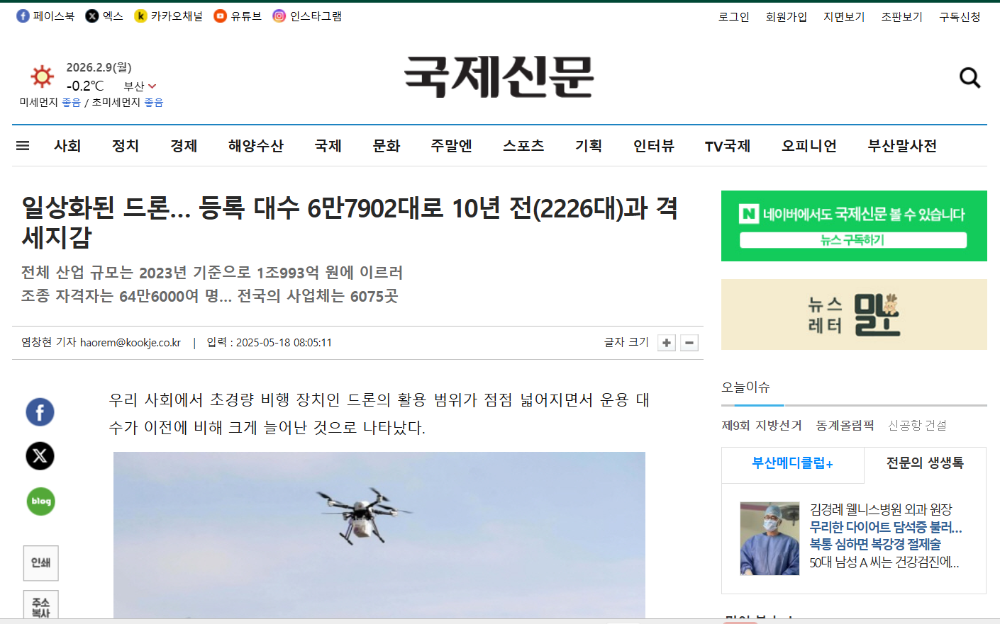 페이스북 엑스 카카오채널 유튜브 인스타그램
로그인 회원가입 지면보기 초판보기 구독신청
2026.2.9(월)
-0.2℃ 부산
미세먼지 좋음 / 초미세먼지 좋음
국제신문
사회 정치 경제 해양수산 국제 문화 주말엔 스포츠 기획 인터뷰 TV국제 오피니언 부산말사전
일상화된 드론… 등록 대수 6만7902대로 10년 전(2226대)과 격
세지감
전체 산업 규모는 2023년 기준으로 1조993억 원에 이르러
조종 자격자는 64만6000여 명… 전국의 사업체는 6075곳
염창현 기자 haorem@kookje.co.kr | 입력 : 2025-05-18 08:05:11
글자 크기
우리 사회에서 초경량 비행 장치인 드론의 활용 범위가 점점 넓어지면서 운용 대
수가 이전에 비해 크게 늘어난 것으로 나타났다.
blog
인쇄
주소
복사
N 네이버에서도 국제신문 볼 수 있습니다
뉴스 구독하기
뉴스
레터
오늘이슈
제9회 지방선거 동계올림픽 신공항 건설
부산메디클럽+ 전문의 생생톡
김경례 웰니스병원 외과 원장
무리한 다이어트 담석증 불러…
복통 심하면 복강경 절제술
50대 남성 A 씨는 건강검진에…